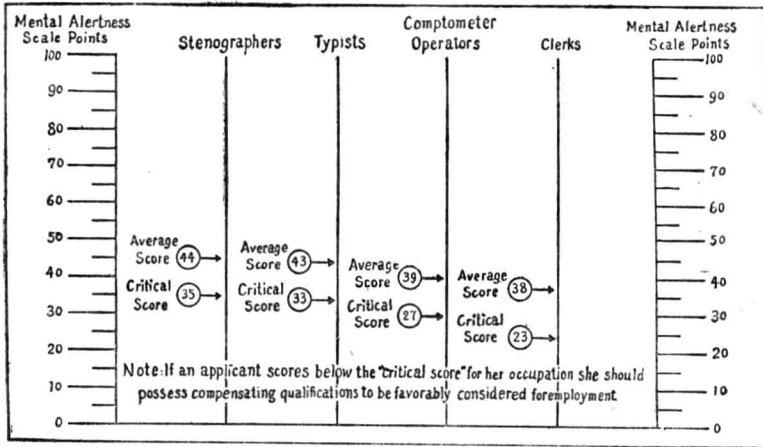 Mental Alertness
Scale Points
Stenographers
Typists
Comptometer
Operators
Clerks
Mental Alertness
Scale Points
100
90
80
70
60
50
40
30
20
10
0
Average
Score 44
Critical
Score 35
Average
Score 43
Critical
Score 33
Average
Score 39
Critical
Score 27
Average
Score 38
Critical
Score 23
100
90
80
70
60
50
40
30
20
10
0
Note: If an applicant scores below the "critical score" for her occupation she should
possess compensating qualifications to be favorably considered foremployment.